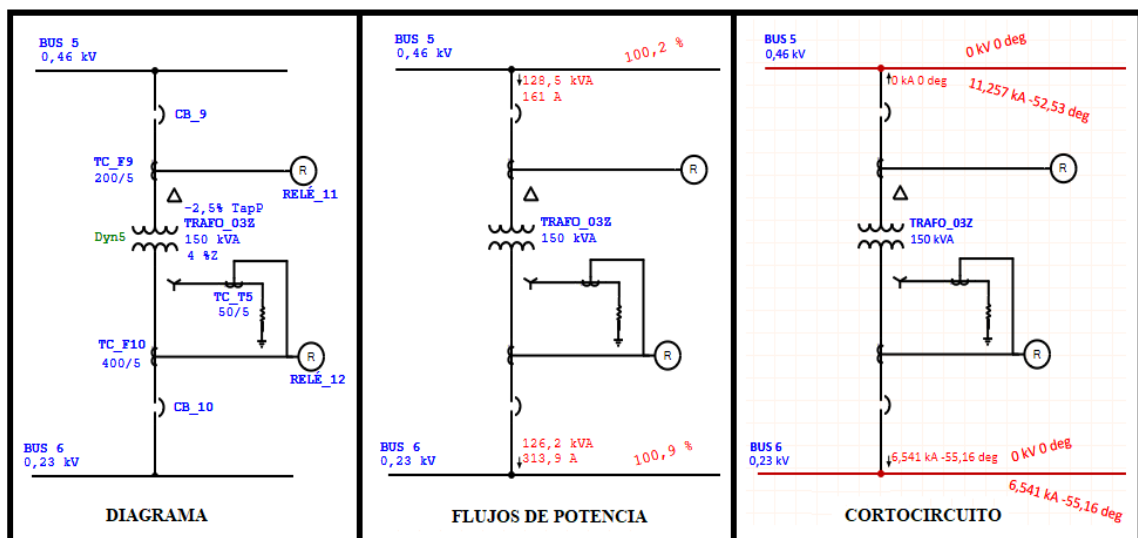 BUS 5
0,46 kV
CB_9
TC_F9
200/5
R
RELÉ_11
-2,5% TapP
TRAFO_03Z
Dyn5
150 kVA
4 %Z
TC_T5
50/5
TC_F10
400/5
R
RELÉ_12
CB_10
BUS 6
0,23 kV
DIAGRAMA
BUS 5
0,46 kV
100,2 %
128,5 kVA
161 A
R
TRAFO_03Z
150 kVA
R
BUS 6
0,23 kV
126,2 kVA
313,9 A
100,9 %
FLUJOS DE POTENCIA
BUS 5
0,46 kV
0 kV 0 deg
0 kA 0 deg
11,257 kA -52,53 deg
R
TRAFO_03Z
150 kVA
R
BUS 6
0,23 kV
6,541 kA -55,16 deg
0 kV 0 deg
6,541 kA -55,16 deg
CORTOCIRCUITO